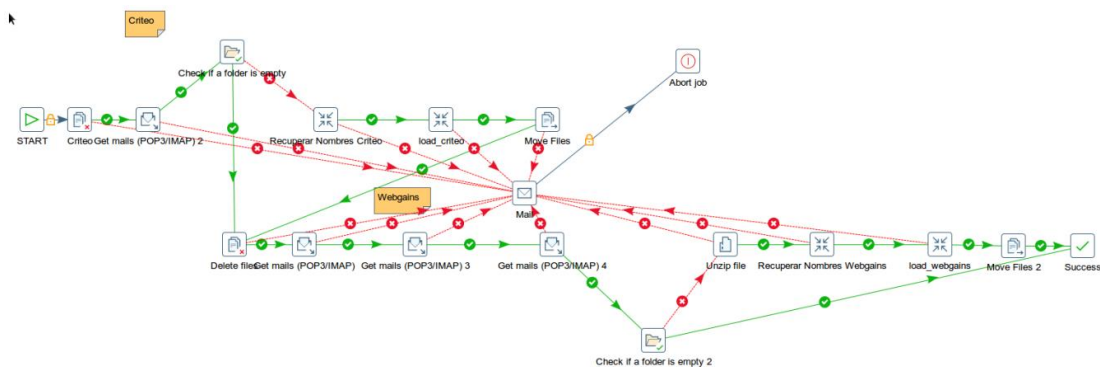 Criteo
Check if a folder is empty
Abort job
START
Criteo
Get mails (POP3/IMAP) 2
Recuperar Nombres Criteo
load_criteo
Move Files
Webgains
Mail
Delete files
Get mails (POP3/IMAP)
Get mails (POP3/IMAP) 3
Get mails (POP3/IMAP) 4
Unzip file
Recuperar Nombres Webgains
load_webgains
Move Files 2
Success
Check if a folder is empty 2